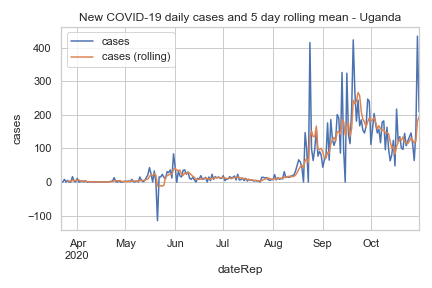 New COVID-19 daily cases and 5 day rolling mean - Uganda
cases
cases (rolling)
400
300
200
100
0
−100
cases
Apr
2020
May
Jun
Jul
Aug
Sep
Oct
dateRep